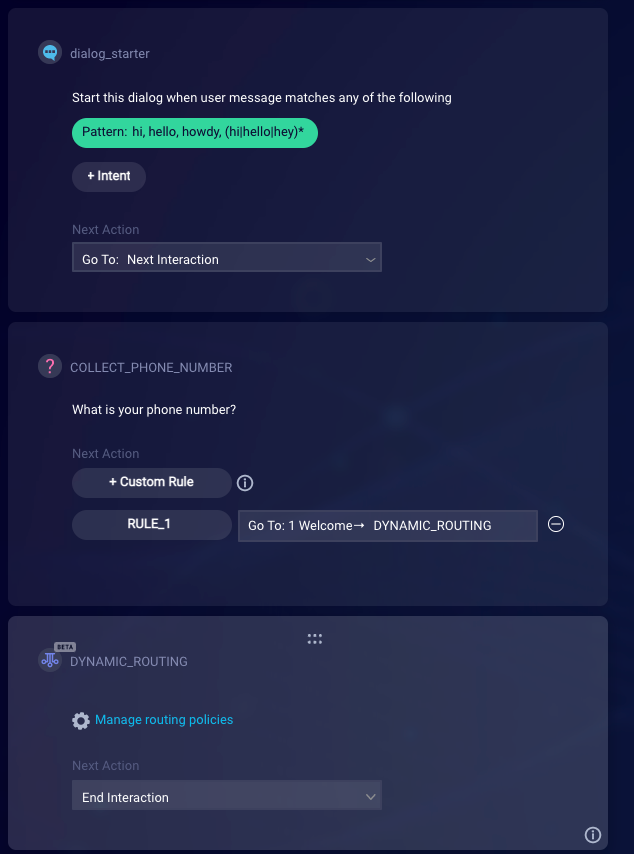 dialog_starter
Start this dialog when user message matches any of the following
Pattern: hi, hello, howdy, (hi|hello|hey)*
+ Intent
Next Action
Go To: Next Interaction
?
COLLECT_PHONE_NUMBER
What is your phone number?
Next Action
+ Custom Rule
RULE_1
Go To: 1 Welcome→ DYNAMIC_ROUTING
BETA
DYNAMIC_ROUTING
Manage routing policies
Next Action
End Interaction